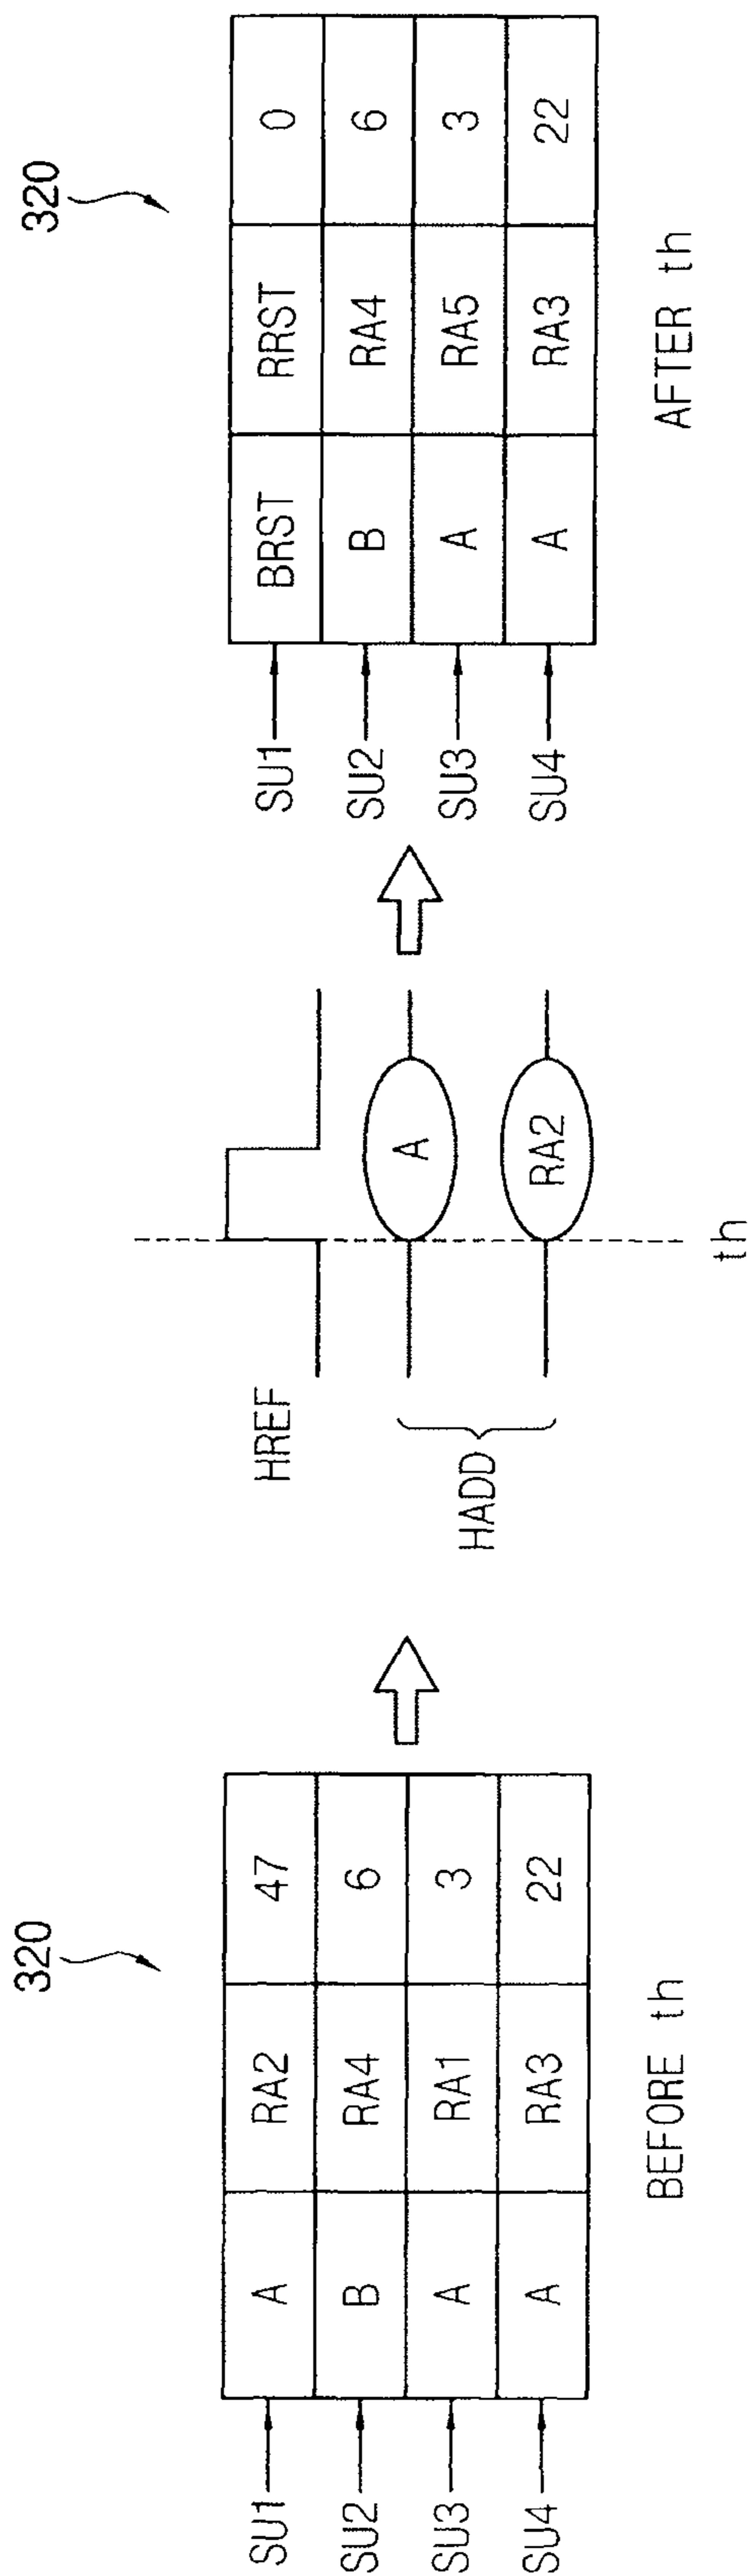 320
SU1 A RA2 47
SU2 B RA4 6
SU3 A RA1 3
SU4 A RA3 22
BEFORE th
HREF
HADD
A
RA2
th
320
SU1 BRST RRST 0
SU2 B RA4 6
SU3 A RA5 3
SU4 A RA3 22
AFTER th